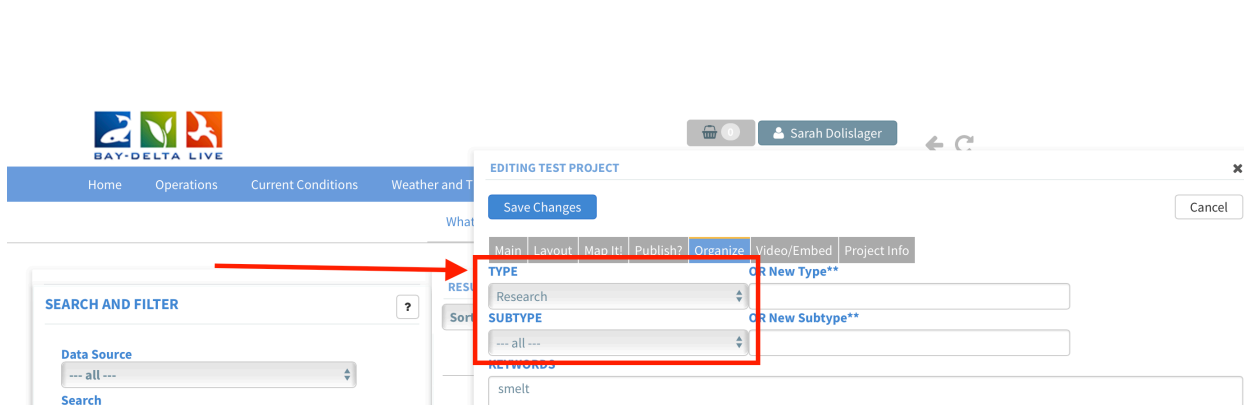 0 Sarah Dolislager
BAY-DELTA LIVE
EDITING TEST PROJECT
Home Operations Current Conditions Weather and T
Save Changes Cancel
What
Main Layout Map It! Publish? Organize Video/Embed Project Info
TYPE OR New Type**
RESU
Research
SEARCH AND FILTER ?
Sort SUBTYPE OR New Subtype**
--- all ---
Data Source
KEYWORDS
--- all ---
smelt
Search